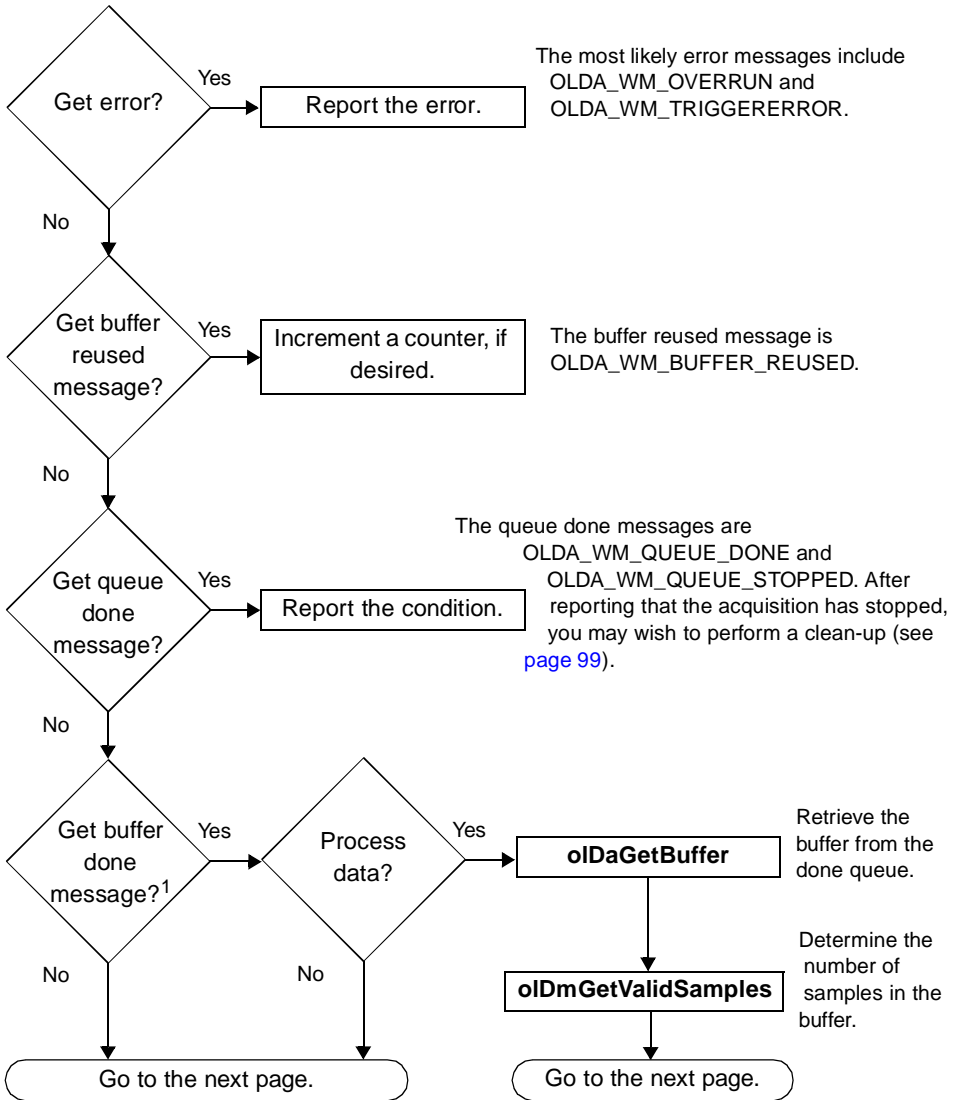 Get error?
Yes
Report the error.
The most likely error messages include
OLDA_WM_OVERRUN and
OLDA_WM_TRIGGERERROR.
No
Get buffer
reused
message?
Yes
Increment a counter, if
desired.
The buffer reused message is
OLDA_WM_BUFFER_REUSED.
No
Get queue
done
message?
Yes
Report the condition.
The queue done messages are
OLDA_WM_QUEUE_DONE and
OLDA_WM_QUEUE_STOPPED. After
reporting that the acquisition has stopped,
you may wish to perform a clean-up (see
page 99).
No
Get buffer
done
message?1
Yes
Process
data?
Yes
olDaGetBuffer
Retrieve the
buffer from the
done queue.
No
No
olDmGetValidSamples
Determine the
number of
samples in the
buffer.
Go to the next page.
Go to the next page.